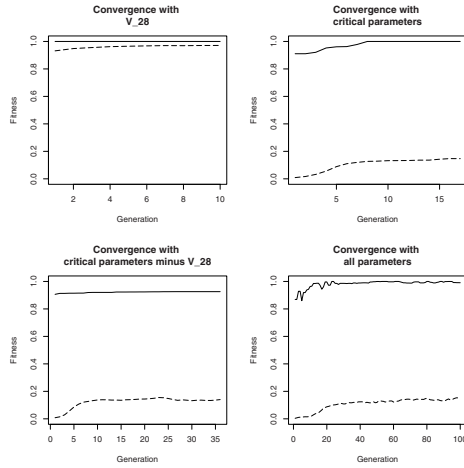 Convergence with
V_28
Fitness
0.0 0.2 0.4 0.6 0.8 1.0
2 4 6 8 10
Generation
Convergence with
critical parameters
Fitness
0.0 0.2 0.4 0.6 0.8 1.0
5 10 15
Generation
Convergence with
critical parameters minus V_28
Fitness
0.0 0.2 0.4 0.6 0.8 1.0
0 5 10 15 20 25 30 35
Generation
Convergence with
all parameters
Fitness
0.0 0.2 0.4 0.6 0.8 1.0
0 20 40 60 80 100
Generation